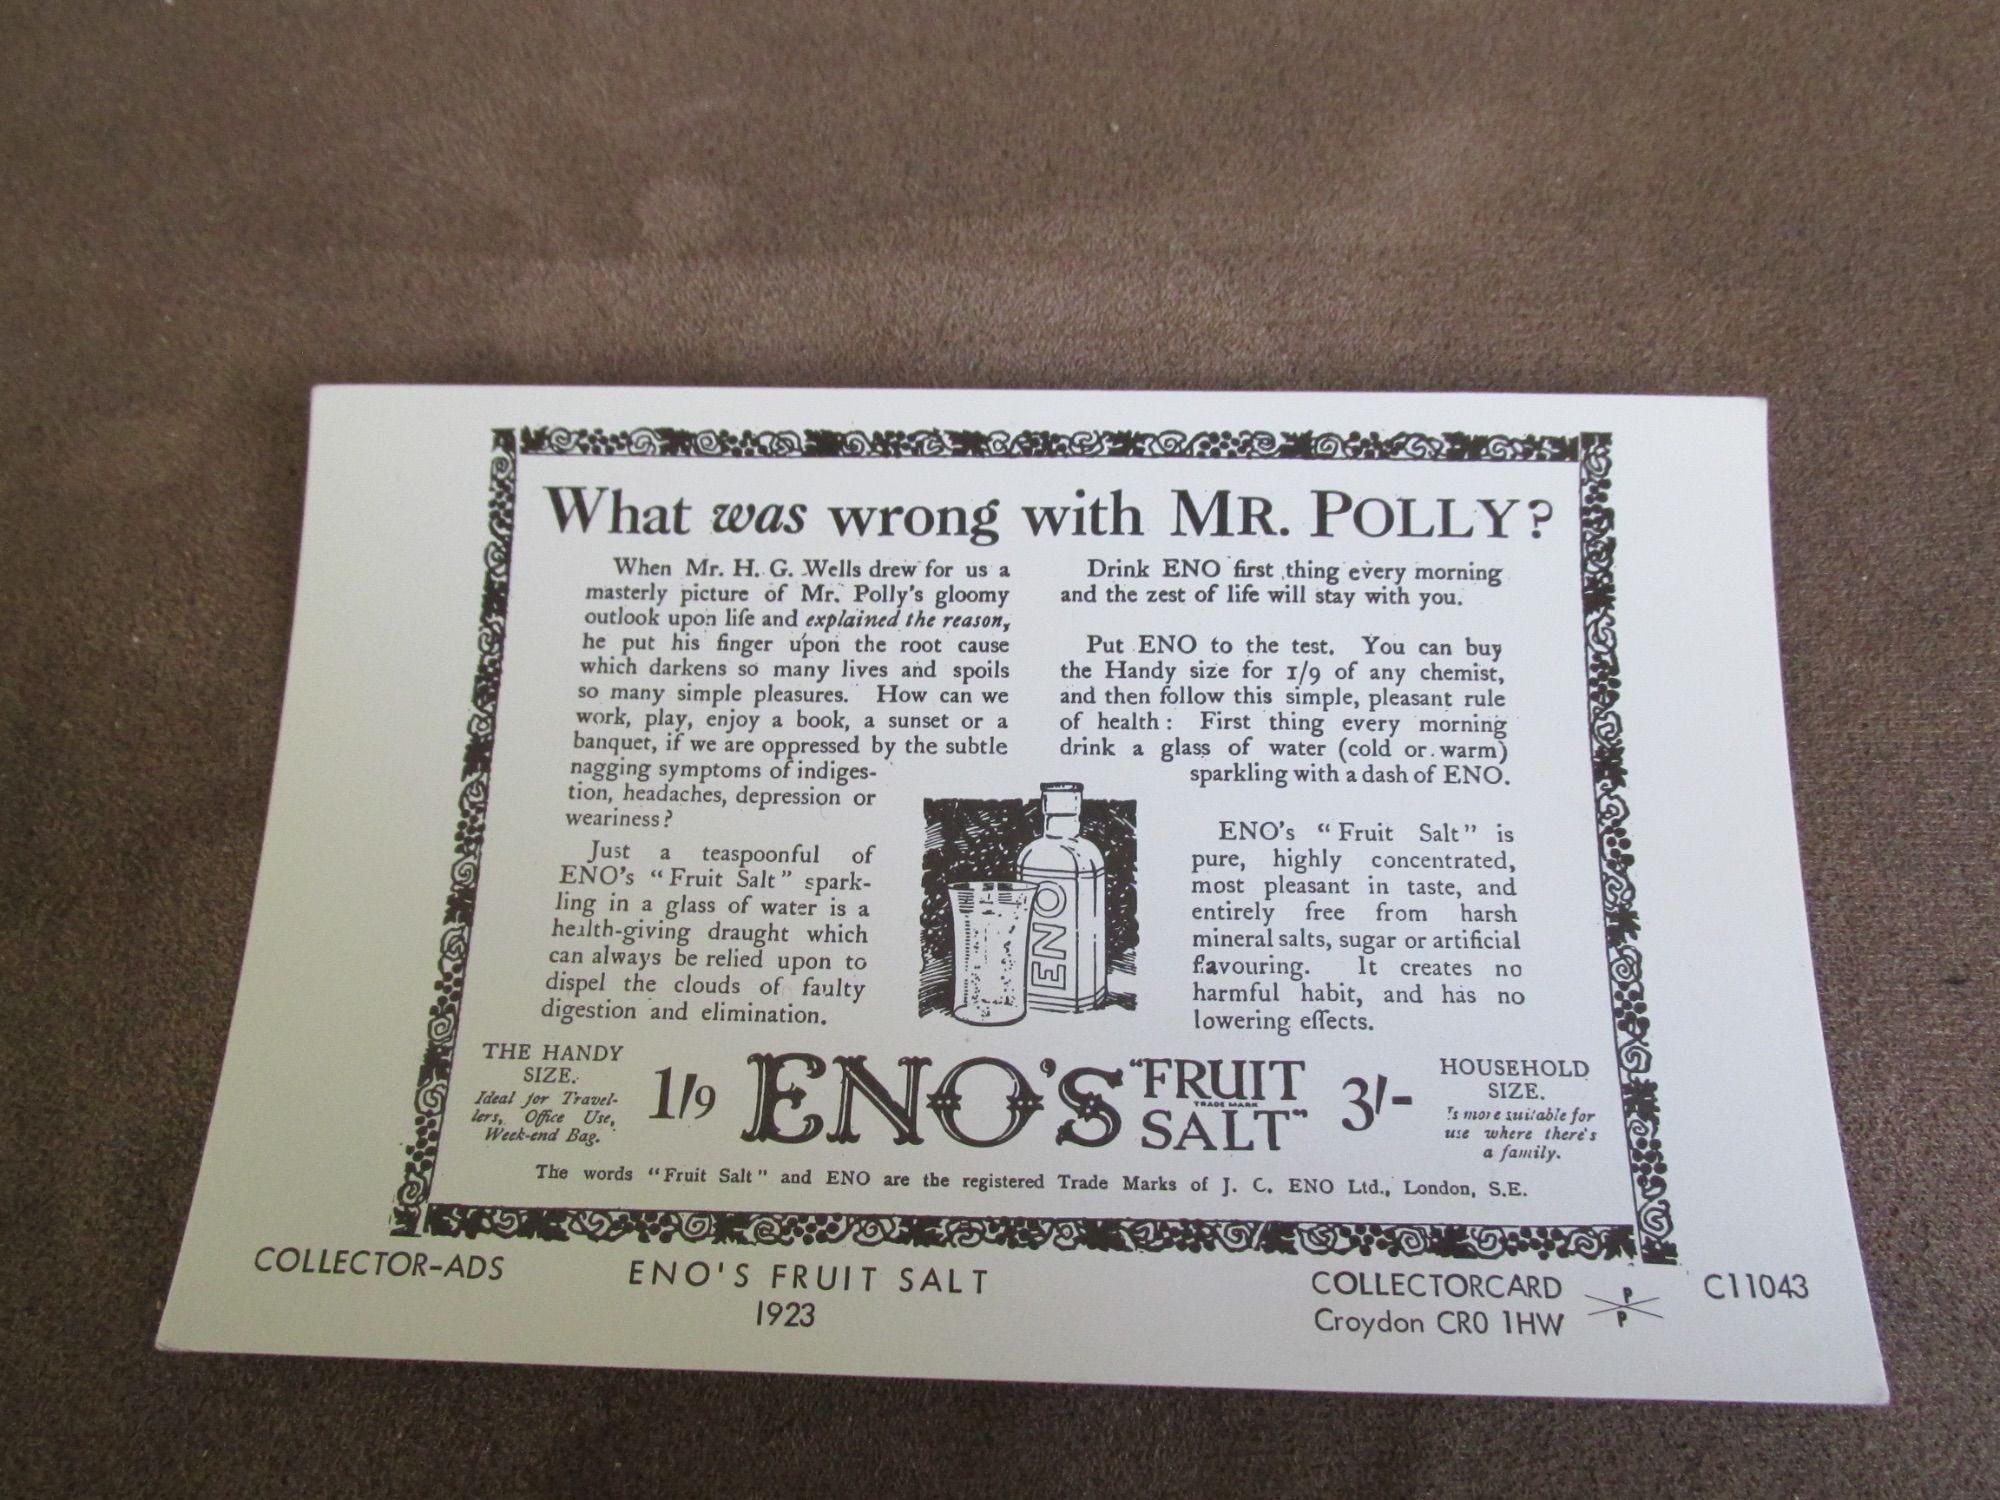 What was wrong with MR. POLLY?
When Mr. H. G. Wells drew for us a
masterly picture of Mr. Polly's gloomy
outlook upon life and explained the reason,
he put his finger upon the root cause
which darkens so many lives and spoils
so many simple pleasures. How can we
work, play, enjoy a book, a sunset or a
banquet, if we are oppressed by the subtle
nagging symptoms of indiges-
tion, headaches, depression or
weariness?
Just a teaspoonful of
ENO's "Fruit Salt" spark-
ling in a glass of water is a
health-giving draught which
can always be relied upon to
dispel the clouds of faulty
digestion and elimination.
Drink ENO first thing every morning
and the zest of life will stay with you.
Put ENO to the test. You can buy
the Handy size for 1/9 of any chemist,
and then follow this simple, pleasant rule
of health: First thing every morning
drink a glass of water (cold or warm)
sparkling with a dash of ENO.
ENO's "Fruit Salt" is
pure, highly concentrated,
most pleasant in taste, and
entirely free from harsh
mineral salts, sugar or artificial
flavouring. It creates no
harmful habit, and has no
lowering effects.
ENO
THE HANDY
SIZE.
Ideal for Travel-
lers, Office Use,
Week-end Bag.
1/9
ENO'S
"FRUIT
TRADE MARK
SALT"
3/-
HOUSEHOLD
SIZE.
Is more suitable for
use where there's
a family.
The words "Fruit Salt" and ENO are the registered Trade Marks of J. C. ENO Ltd., London, S.E.
COLLECTOR-ADS
ENO'S FRUIT SALT
1923
COLLECTORCARD
Croydon CR0 1HW
P
P
C11043